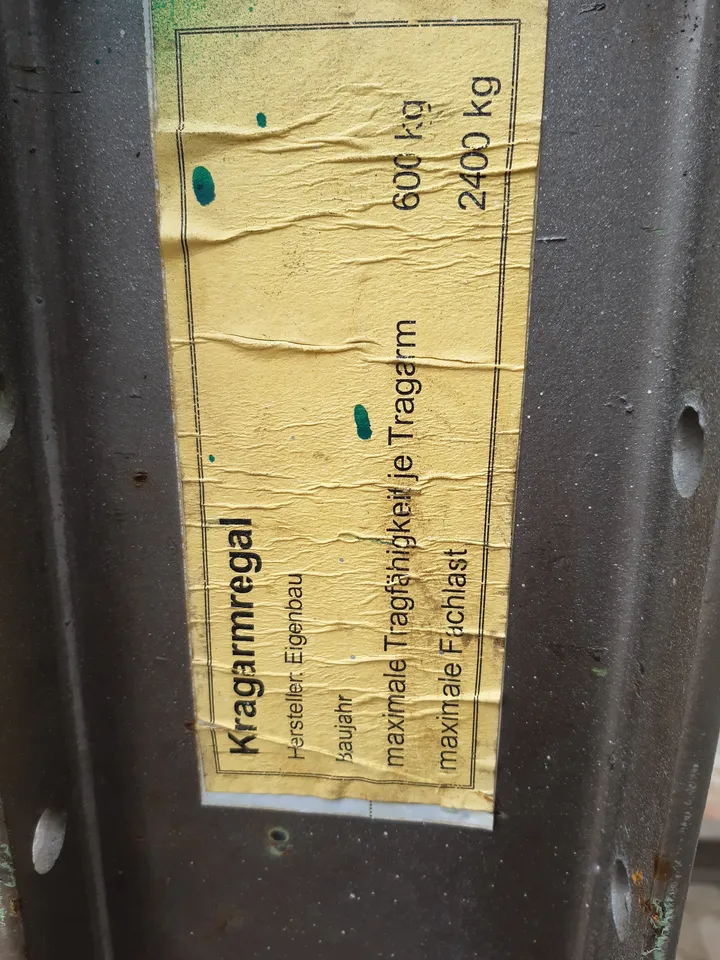 Kragarmregal
Hersteller: Eigenbau
Baujahr
maximale Tragfähigkeit je Tragarm 600 kg
maximale Fachlast 2400 kg